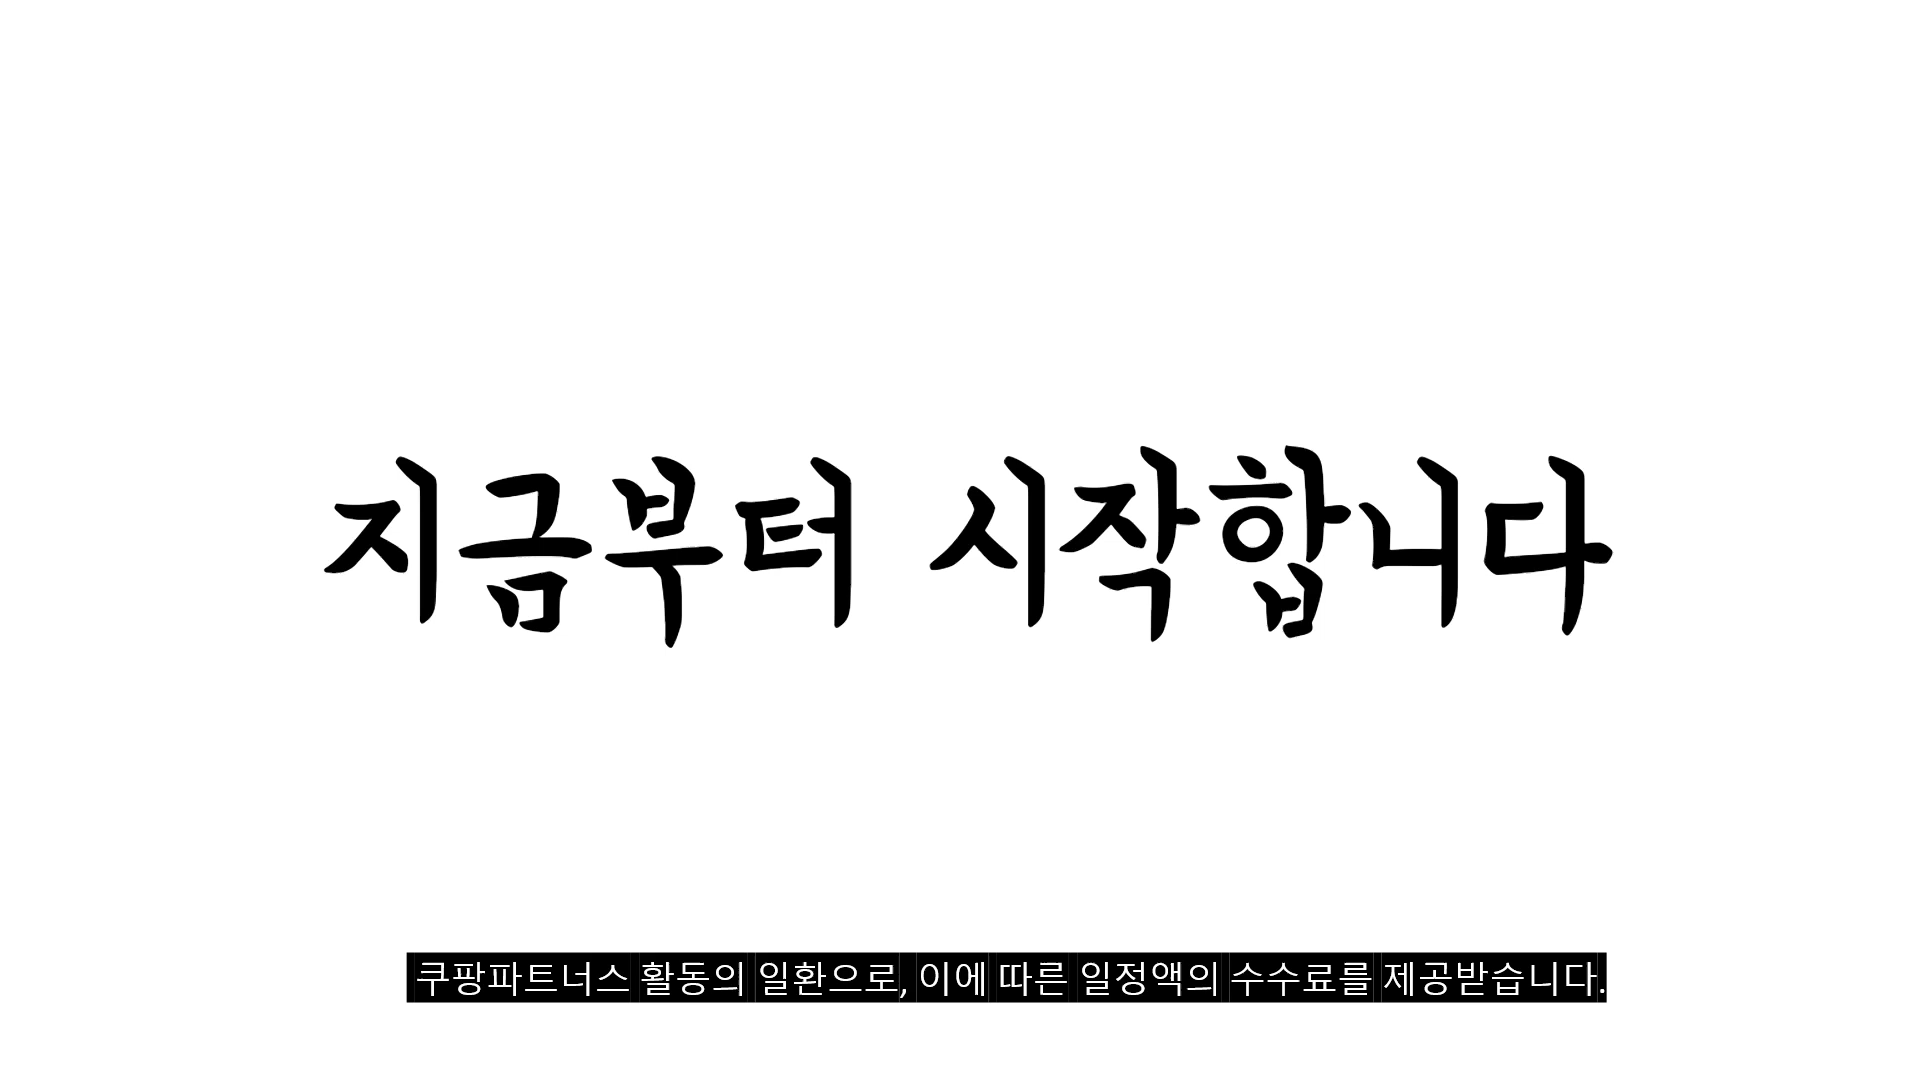 지금부터 시작합니다
쿠팡파트너스 활동의 일환으로, 이에 따른 일정액의 수수료를 제공받습니다.